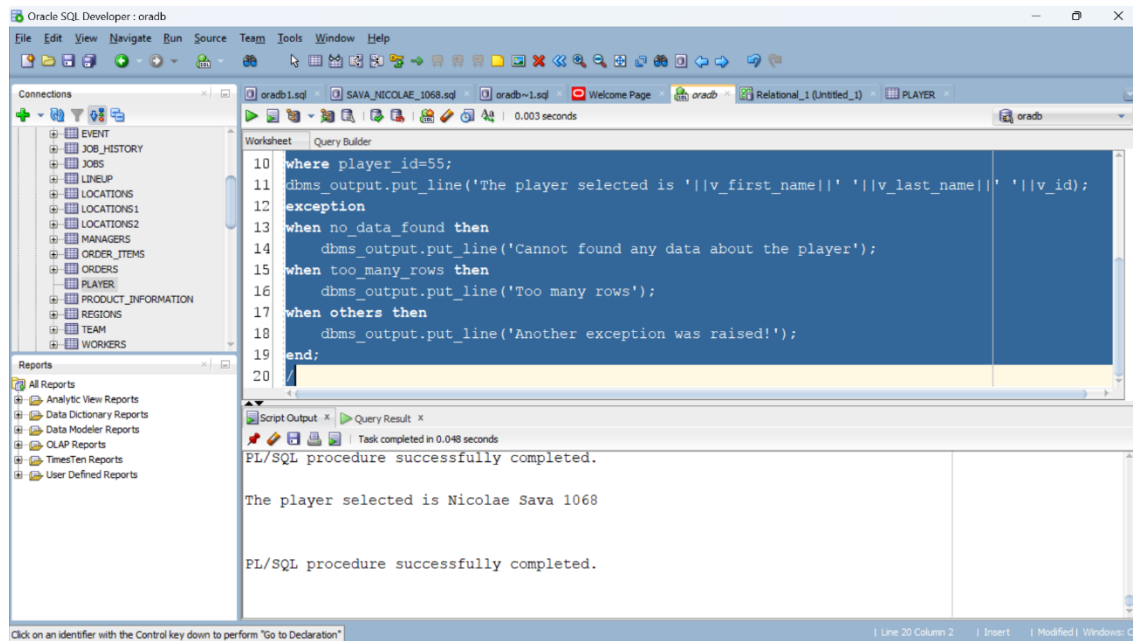 Oracle SQL Developer : oradb
File Edit View Navigate Run Source Team Tools Window Help
Connections
oradb1.sql
SAVA_NICOLAE_1068.sql
oradb~1.sql
Welcome Page
oradb
Relational_1 (Untitled_1)
PLAYER
0.003 seconds
oradb
EVENT
JOB_HISTORY
JOBS
LINEUP
LOCATIONS
LOCATIONS1
LOCATIONS2
MANAGERS
ORDER_ITEMS
ORDERS
PLAYER
PRODUCT_INFORMATION
REGIONS
TEAM
WORKERS
Reports
All Reports
Analytic View Reports
Data Dictionary Reports
Data Modeler Reports
OLAP Reports
TimesTen Reports
User Defined Reports
Worksheet Query Builder
10 where player_id=55;
11 dbms_output.put_line('The player selected is '||v_first_name||' '||v_last_name||' '||v_id);
12 exception
13 when no_data_found then
14 dbms_output.put_line('Cannot found any data about the player');
15 when too_many_rows then
16 dbms_output.put_line('Too many rows');
17 when others then
18 dbms_output.put_line('Another exception was raised!');
19 end;
20 /
Script Output Query Result
Task completed in 0.048 seconds
PL/SQL procedure successfully completed.
The player selected is Nicolae Sava 1068
PL/SQL procedure successfully completed.
Click on an identifier with the Control key down to perform "Go to Declaration"
Line 20 Column 2 | Insert | Modified | Windows: C